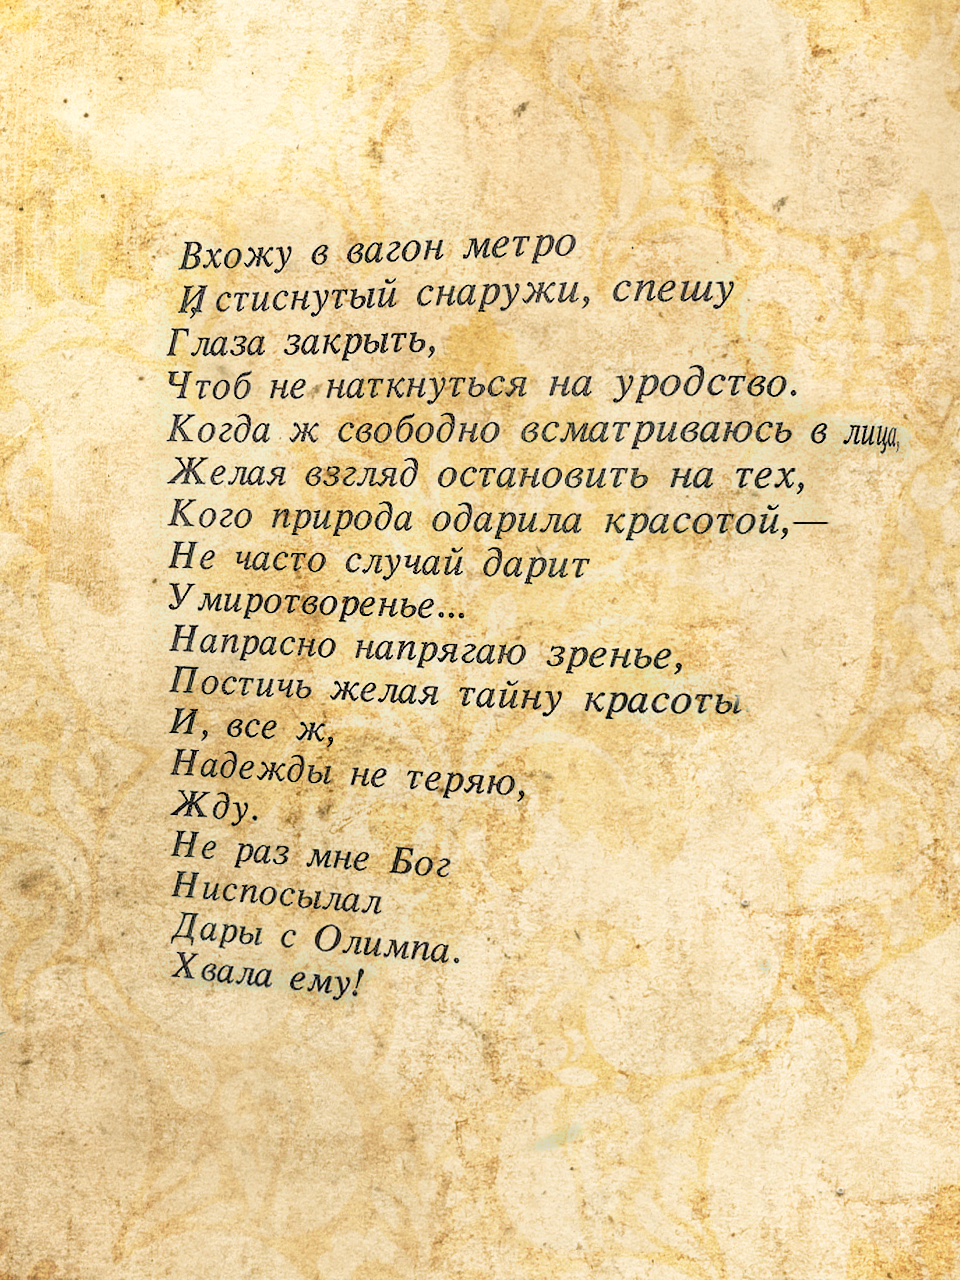 Вхожу в вагон метро
И, стиснутый снаружи, спешу
Глаза закрыть,
Чтоб не наткнуться на уродство.
Когда ж свободно всматриваюсь в лица,
Желая взгляд остановить на тех,
Кого природа одарила красотой,—
Не часто случай дарит
Умиротворенье...
Напрасно напрягаю зренье,
Постичь желая тайну красоты
И, все ж,
Надежды не теряю,
Жду.
Не раз мне Бог
Ниспосылал
Дары с Олимпа.
Хвала ему!